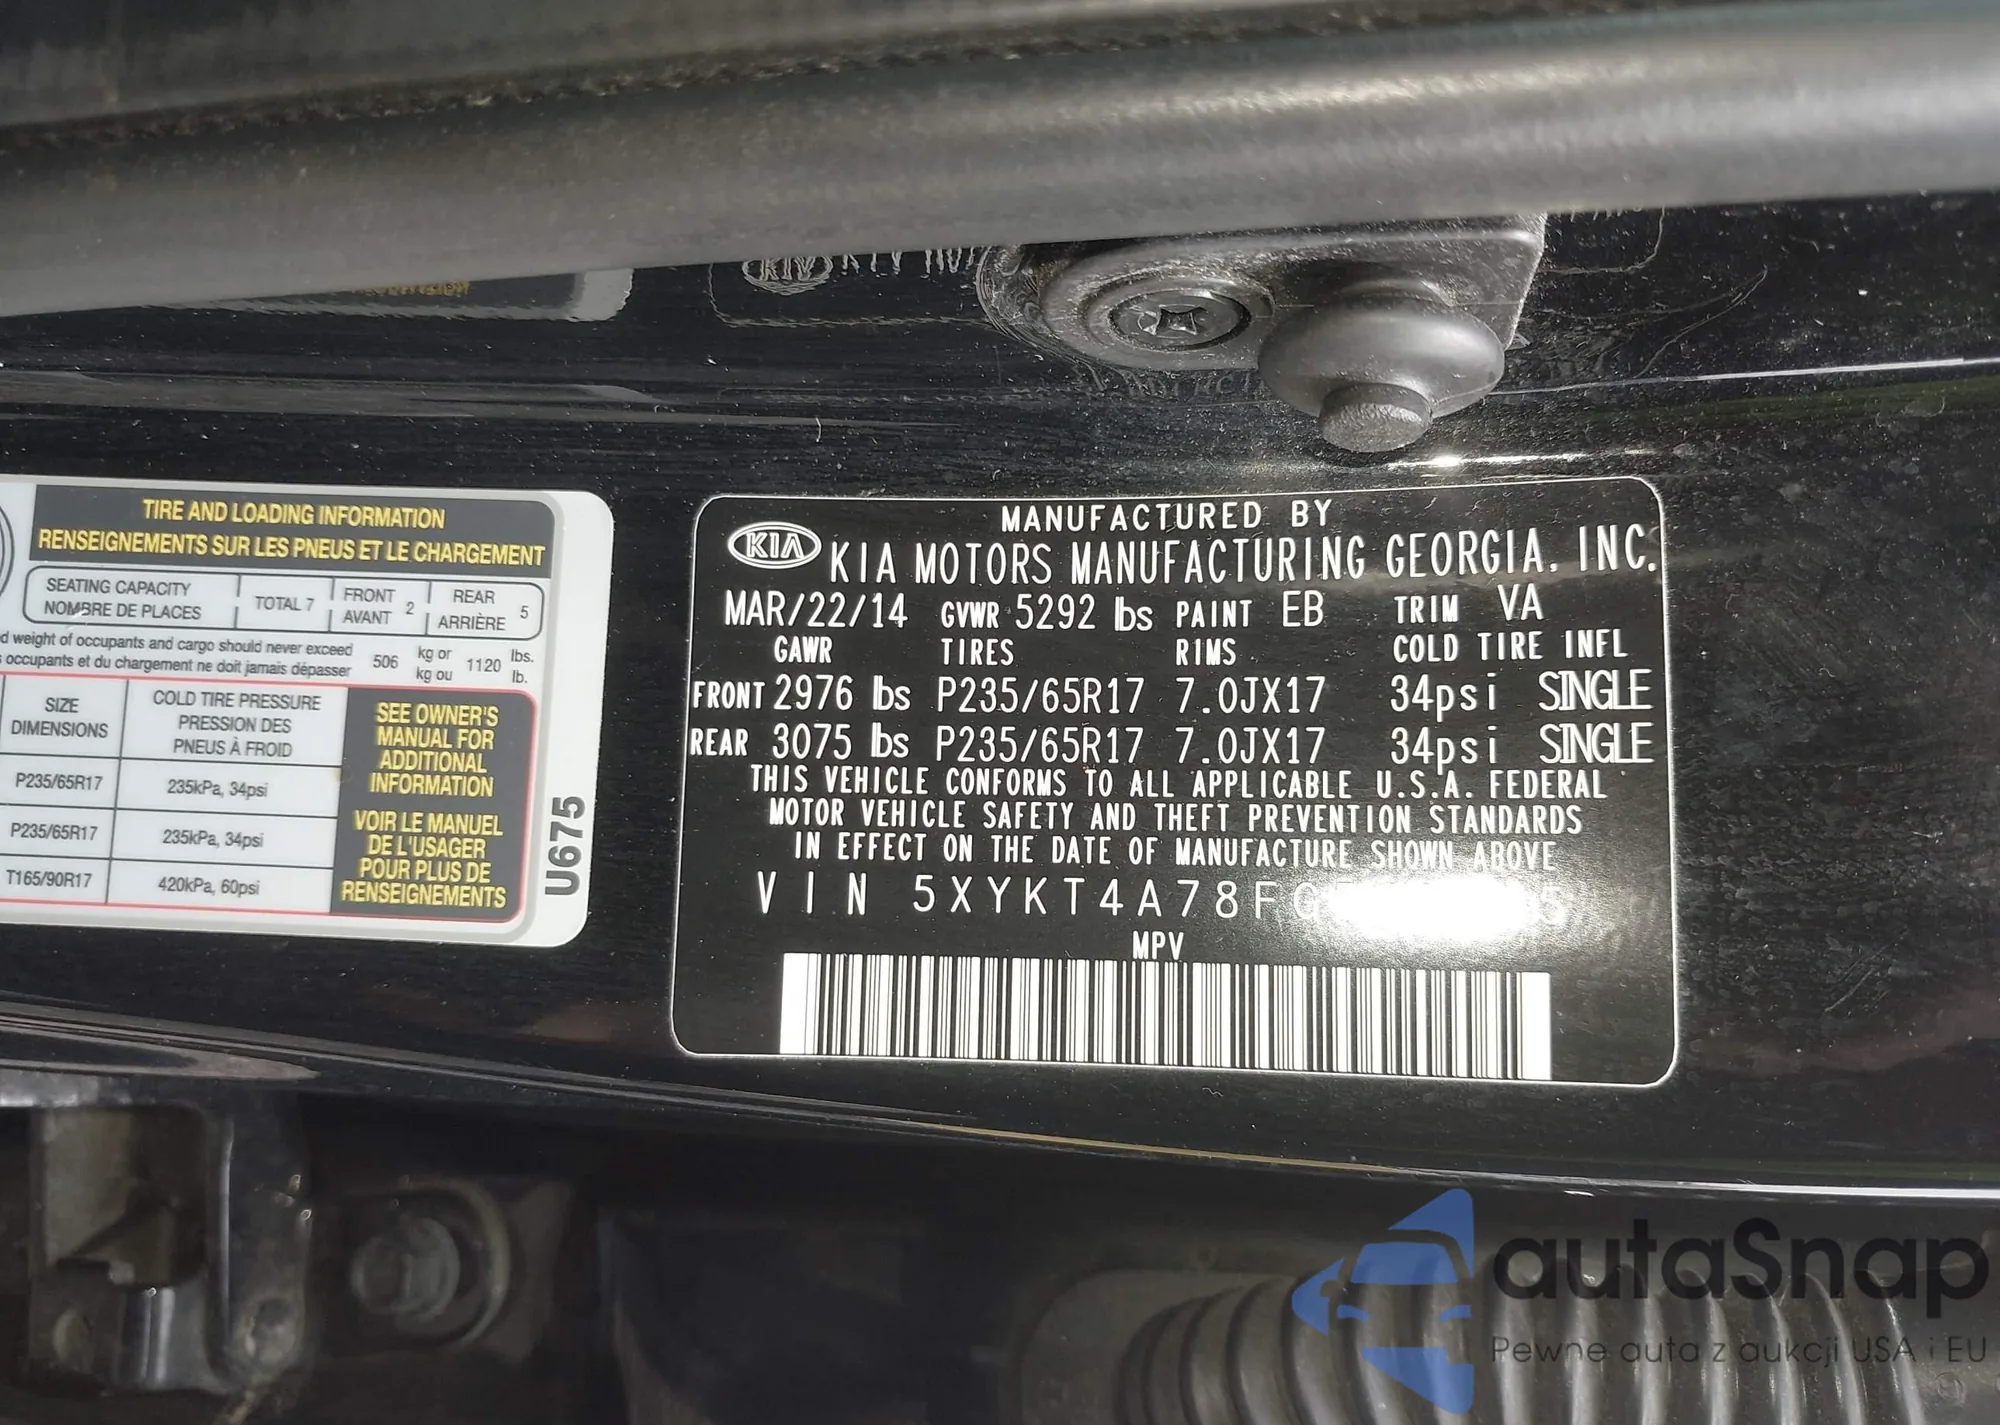 TIRE AND LOADING INFORMATION
RENSEIGNEMENTS SUR LES PNEUS ET LE CHARGEMENT
SEATING CAPACITY
NOMBRE DE PLACES
TOTAL 7
FRONT
AVANT
2
REAR
ARRIÈRE
5
weight of occupants and cargo should never exceed
occupants et du chargement ne doit jamais dépasser
506
kg or
kg ou
1120
lbs.
lb.
SIZE
DIMENSIONS
COLD TIRE PRESSURE
PRESSION DES
PNEUS À FROID
P235/65R17 235kPa, 34psi
P235/65R17 235kPa, 34psi
T165/90R17 420kPa, 60psi
SEE OWNER'S
MANUAL FOR
ADDITIONAL
INFORMATION
VOIR LE MANUEL
DE L'USAGER
POUR PLUS DE
RENSEIGNEMENTS
U675
MANUFACTURED BY
KIA KIA MOTORS MANUFACTURING GEORGIA, INC.
MAR/22/14 GVWR 5292 lbs PAINT EB TRIM VA
GAWR TIRES RIMS COLD TIRE INFL
FRONT 2976 lbs P235/65R17 7.0JX17 34psi SINGLE
REAR 3075 lbs P235/65R17 7.0JX17 34psi SINGLE
THIS VEHICLE CONFORMS TO ALL APPLICABLE U.S.A. FEDERAL
MOTOR VEHICLE SAFETY AND THEFT PREVENTION STANDARDS
IN EFFECT ON THE DATE OF MANUFACTURE SHOWN ABOVE
VIN 5XYKT4A78FG
MPV
autoSnap
Pewne auta z aukcji USA i EU